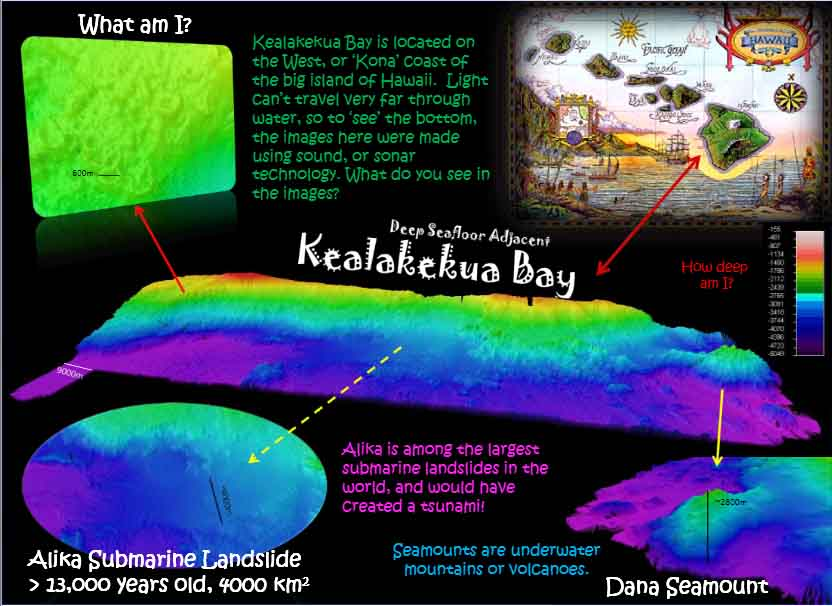 What am I?
Kealakekua Bay is located on
the West, or 'Kona' coast of
the big island of Hawaii.  Light
can't travel very far through
water, so to 'see' the bottom,
the images here were made
using sound, or sonar
technology. What do you see in
the images?
600m
PACIFIC OCEAN
HAWAII
Deep Seafloor Adjacent
Kealakekua Bay
How deep
am I?
-155
-481
-807
-1134
-1460
-1786
-2112
-2439
-2765
-3091
-3418
-3744
-4070
-4396
-4723
-5049
9000m
Alika is among the largest
submarine landslides in the
world, and would have
created a tsunami!
~2800m
Alika Submarine Landslide
> 13,000 years old, 4000 km²
Seamounts are underwater
mountains or volcanoes.
Dana Seamount